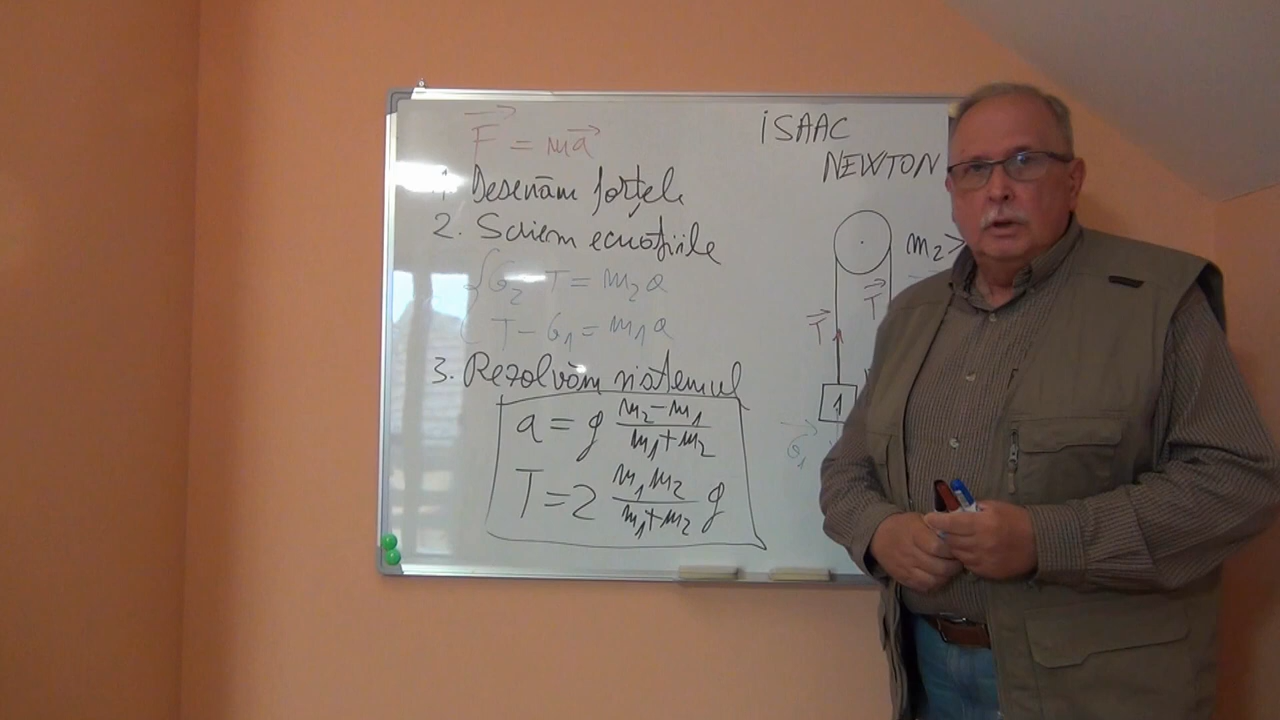 F = ma
1. Desenăm forțele
2. Scriem ecuațiile
G₂ T = m₂a
T - G₁ = m₁a
3. Rezolvăm sistemul
a = g (m₂-m₁)/(m₁+m₂)
T = 2 (m₁m₂)/(m₁+m₂) g
ISAAC
NEWTON
m₂ >
T
T
1
G₁